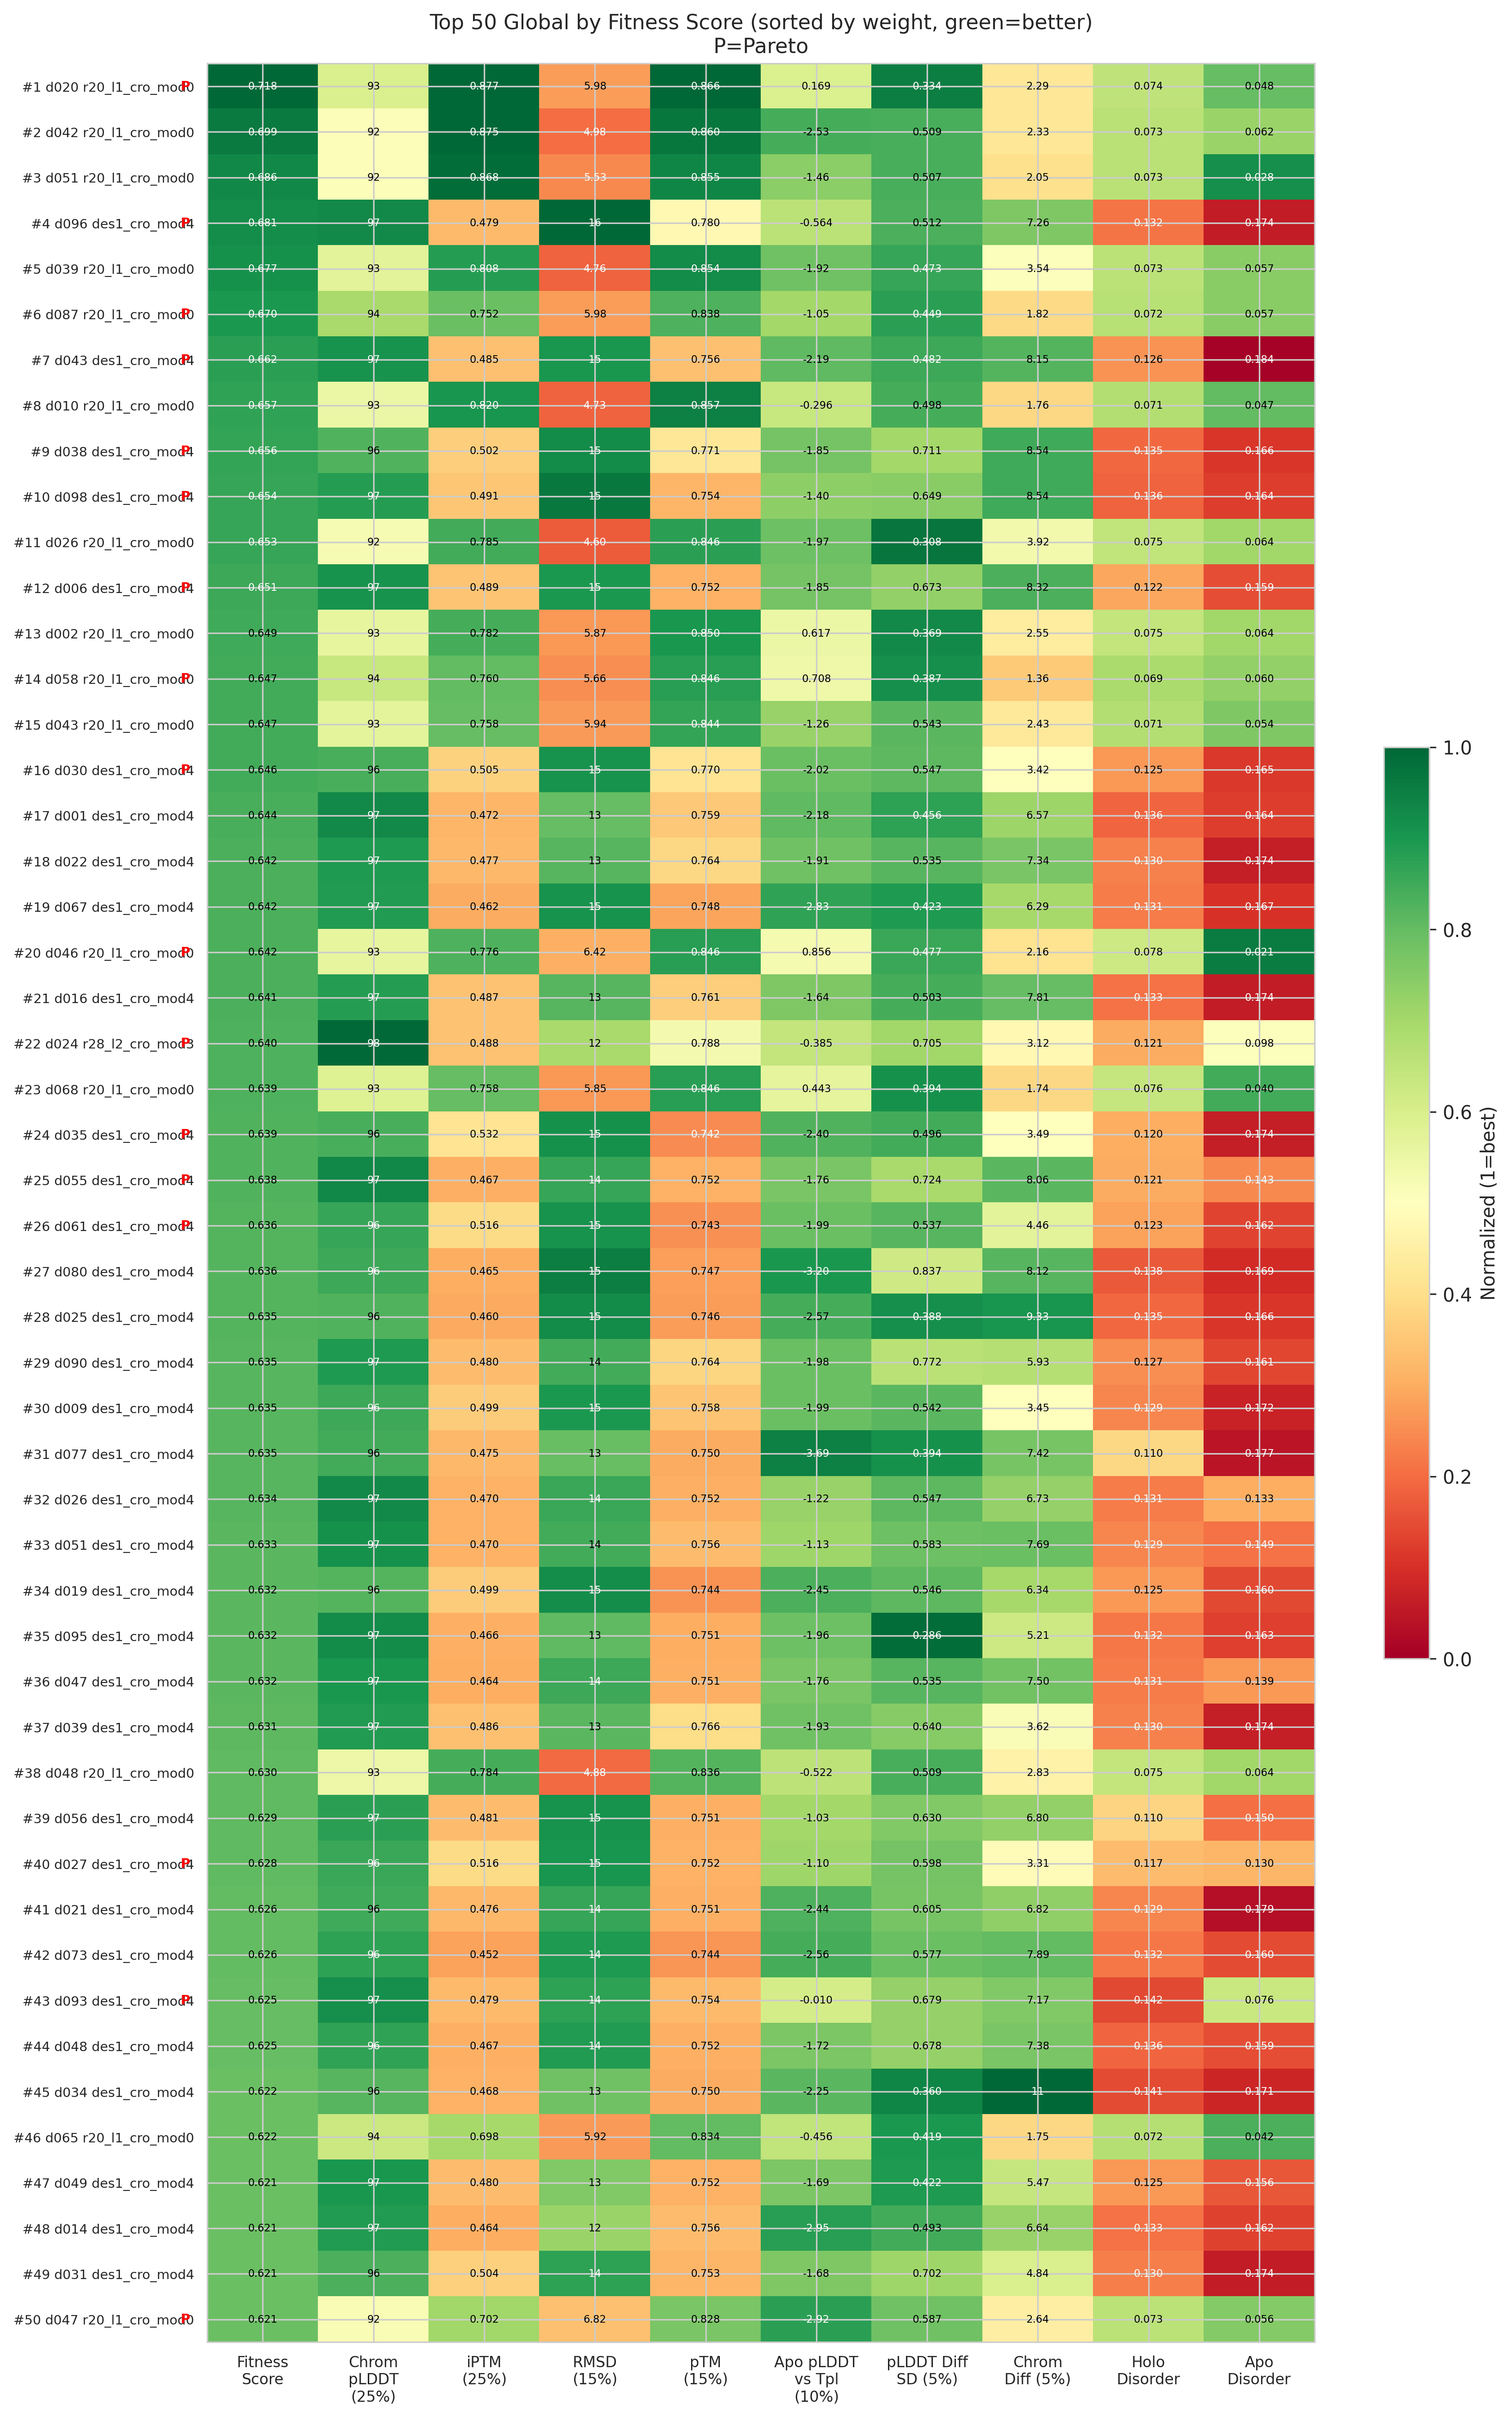 Top 50 Global by Fitness Score (sorted by weight, green=better)
P=Pareto
#1 d020 r20_l1_cro_mod0 P 0.718 93 0.877 5.98 0.866 0.169 0.334 2.29 0.074 0.048
#2 d042 r20_l1_cro_mod0 0.699 92 0.875 4.98 0.860 -2.53 0.509 2.33 0.073 0.062
#3 d051 r20_l1_cro_mod0 0.686 92 0.868 5.53 0.855 -1.46 0.507 2.05 0.073 0.028
#4 d096 des1_cro_mod4 P 0.681 97 0.479 16 0.780 -0.564 0.512 7.26 0.132 0.174
#5 d039 r20_l1_cro_mod0 0.677 93 0.808 4.76 0.854 -1.92 0.473 3.54 0.073 0.057
#6 d087 r20_l1_cro_mod0 P 0.670 94 0.752 5.98 0.838 -1.05 0.449 1.82 0.072 0.057
#7 d043 des1_cro_mod4 P 0.662 97 0.485 15 0.756 -2.19 0.482 8.15 0.126 0.184
#8 d010 r20_l1_cro_mod0 0.657 93 0.820 4.73 0.857 -0.296 0.498 1.76 0.071 0.047
#9 d038 des1_cro_mod4 P 0.656 96 0.502 15 0.771 -1.85 0.711 8.54 0.135 0.166
#10 d098 des1_cro_mod4 P 0.654 97 0.491 15 0.754 -1.40 0.649 8.54 0.136 0.164
#11 d026 r20_l1_cro_mod0 0.653 92 0.785 4.60 0.846 -1.97 0.308 3.92 0.075 0.064
#12 d006 des1_cro_mod4 P 0.651 97 0.489 15 0.752 -1.85 0.673 8.32 0.122 0.159
#13 d002 r20_l1_cro_mod0 0.649 93 0.782 5.87 0.850 0.617 0.369 2.55 0.075 0.064
#14 d058 r20_l1_cro_mod0 P 0.647 94 0.760 5.66 0.846 0.708 0.387 1.36 0.069 0.060
#15 d043 r20_l1_cro_mod0 0.647 93 0.758 5.94 0.844 -1.26 0.543 2.43 0.071 0.054
#16 d030 des1_cro_mod4 P 0.646 96 0.505 15 0.770 -2.02 0.547 3.42 0.125 0.165
#17 d001 des1_cro_mod4 0.644 97 0.472 13 0.759 -2.18 0.456 6.57 0.136 0.164
#18 d022 des1_cro_mod4 0.642 97 0.477 13 0.764 -1.91 0.535 7.34 0.130 0.174
#19 d067 des1_cro_mod4 0.642 97 0.462 15 0.748 -2.83 0.423 6.29 0.131 0.167
#20 d046 r20_l1_cro_mod0 P 0.642 93 0.776 6.42 0.846 0.856 0.477 2.16 0.078 0.021
#21 d016 des1_cro_mod4 0.641 97 0.487 13 0.761 -1.64 0.503 7.81 0.133 0.174
#22 d024 r28_l2_cro_mod3 P 0.640 98 0.488 12 0.788 -0.385 0.705 3.12 0.121 0.098
#23 d068 r20_l1_cro_mod0 0.639 93 0.758 5.85 0.846 0.443 0.394 1.74 0.076 0.040
#24 d035 des1_cro_mod4 P 0.639 96 0.532 15 0.742 -2.40 0.496 3.49 0.120 0.174
#25 d055 des1_cro_mod4 P 0.638 97 0.467 14 0.752 -1.76 0.724 8.06 0.121 0.143
#26 d061 des1_cro_mod4 P 0.636 96 0.516 15 0.743 -1.99 0.537 4.46 0.123 0.162
#27 d080 des1_cro_mod4 0.636 96 0.465 15 0.747 -3.20 0.837 8.12 0.138 0.169
#28 d025 des1_cro_mod4 0.635 96 0.460 15 0.746 -2.57 0.388 9.33 0.135 0.166
#29 d090 des1_cro_mod4 0.635 97 0.480 14 0.764 -1.98 0.772 5.93 0.127 0.161
#30 d009 des1_cro_mod4 0.635 96 0.499 15 0.758 -1.99 0.542 3.45 0.129 0.172
#31 d077 des1_cro_mod4 0.635 96 0.475 13 0.750 -3.69 0.394 7.42 0.110 0.177
#32 d026 des1_cro_mod4 0.634 97 0.470 14 0.752 -1.22 0.547 6.73 0.131 0.133
#33 d051 des1_cro_mod4 0.633 97 0.470 14 0.756 -1.13 0.583 7.69 0.129 0.149
#34 d019 des1_cro_mod4 0.632 96 0.499 15 0.744 -2.45 0.546 6.34 0.125 0.160
#35 d095 des1_cro_mod4 0.632 97 0.466 13 0.751 -1.96 0.286 5.21 0.132 0.163
#36 d047 des1_cro_mod4 0.632 97 0.464 14 0.751 -1.76 0.535 7.50 0.131 0.139
#37 d039 des1_cro_mod4 0.631 97 0.486 13 0.766 -1.93 0.640 3.62 0.130 0.174
#38 d048 r20_l1_cro_mod0 0.630 93 0.784 4.88 0.836 -0.522 0.509 2.83 0.075 0.064
#39 d056 des1_cro_mod4 0.629 97 0.481 15 0.751 -1.03 0.630 6.80 0.110 0.150
#40 d027 des1_cro_mod4 P 0.628 96 0.516 15 0.752 -1.10 0.598 3.31 0.117 0.130
#41 d021 des1_cro_mod4 0.626 96 0.476 14 0.751 -2.44 0.605 6.82 0.129 0.179
#42 d073 des1_cro_mod4 0.626 96 0.452 14 0.744 -2.56 0.577 7.89 0.132 0.160
#43 d093 des1_cro_mod4 P 0.625 97 0.479 14 0.754 -0.010 0.679 7.17 0.142 0.076
#44 d048 des1_cro_mod4 0.625 96 0.467 14 0.752 -1.72 0.678 7.38 0.136 0.159
#45 d034 des1_cro_mod4 0.622 96 0.468 13 0.750 -2.25 0.360 11 0.141 0.171
#46 d065 r20_l1_cro_mod0 0.622 94 0.698 5.92 0.834 -0.456 0.419 1.75 0.072 0.042
#47 d049 des1_cro_mod4 0.621 97 0.480 13 0.752 -1.69 0.422 5.47 0.125 0.156
#48 d014 des1_cro_mod4 0.621 97 0.464 12 0.756 -2.95 0.493 6.64 0.133 0.162
#49 d031 des1_cro_mod4 0.621 96 0.504 14 0.753 -1.68 0.702 4.84 0.130 0.174
#50 d047 r20_l1_cro_mod0 P 0.621 92 0.702 6.82 0.828 -2.92 0.587 2.64 0.073 0.056
Fitness Chrom iPTM RMSD pTM Apo pLDDT pLDDT Diff Chrom Holo Apo
Score pLDDT (25%) (15%) (15%) vs Tpl SD (5%) Diff (5%) Disorder Disorder
(25%) (10%)
1.0
0.8
0.6
0.4
0.2
0.0
Normalized (1=best)